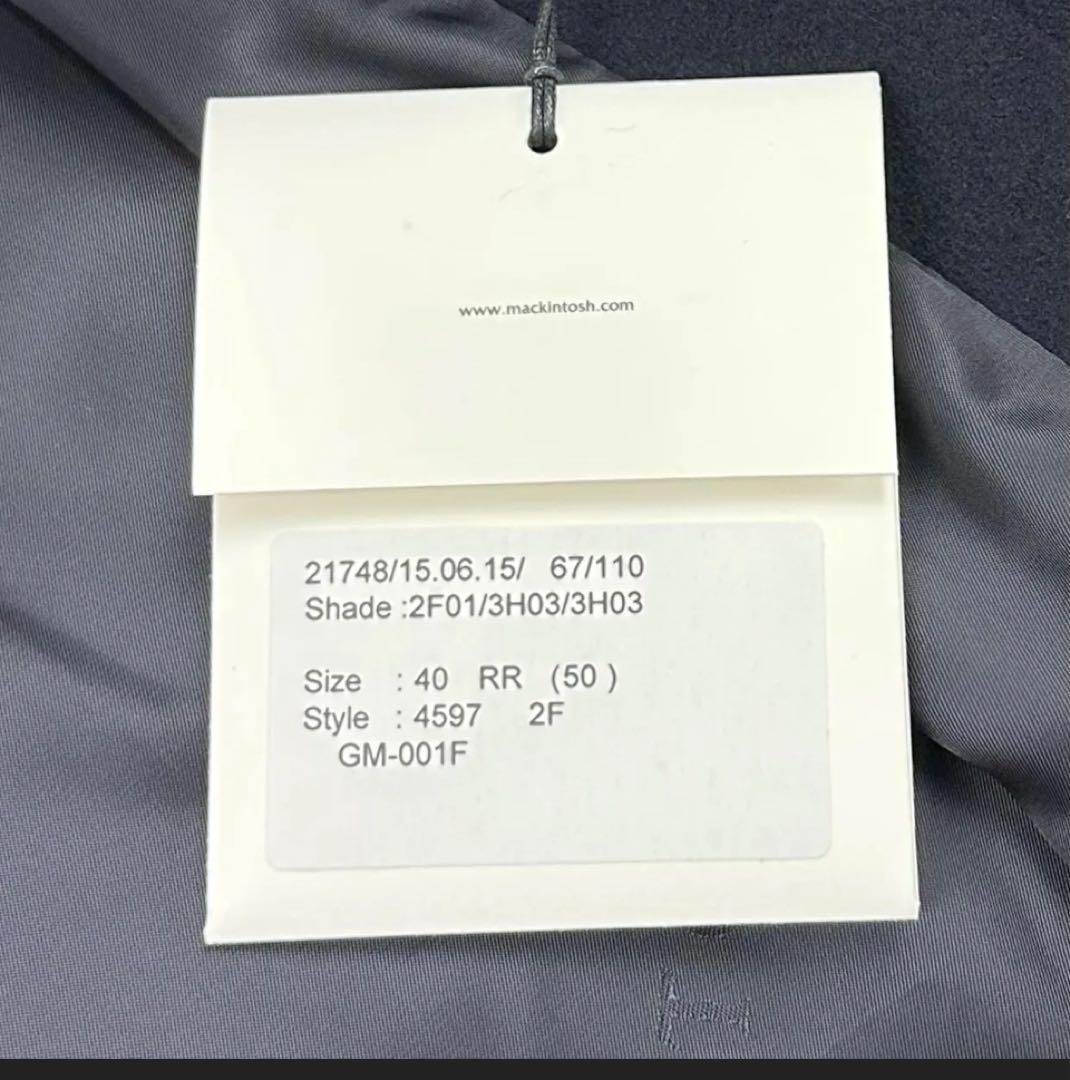 www.mackintosh.com
21748/15.06.15/ 67/110
Shade :2F01/3H03/3H03
Size : 40 RR (50 )
Style : 4597 2F
GM-001F